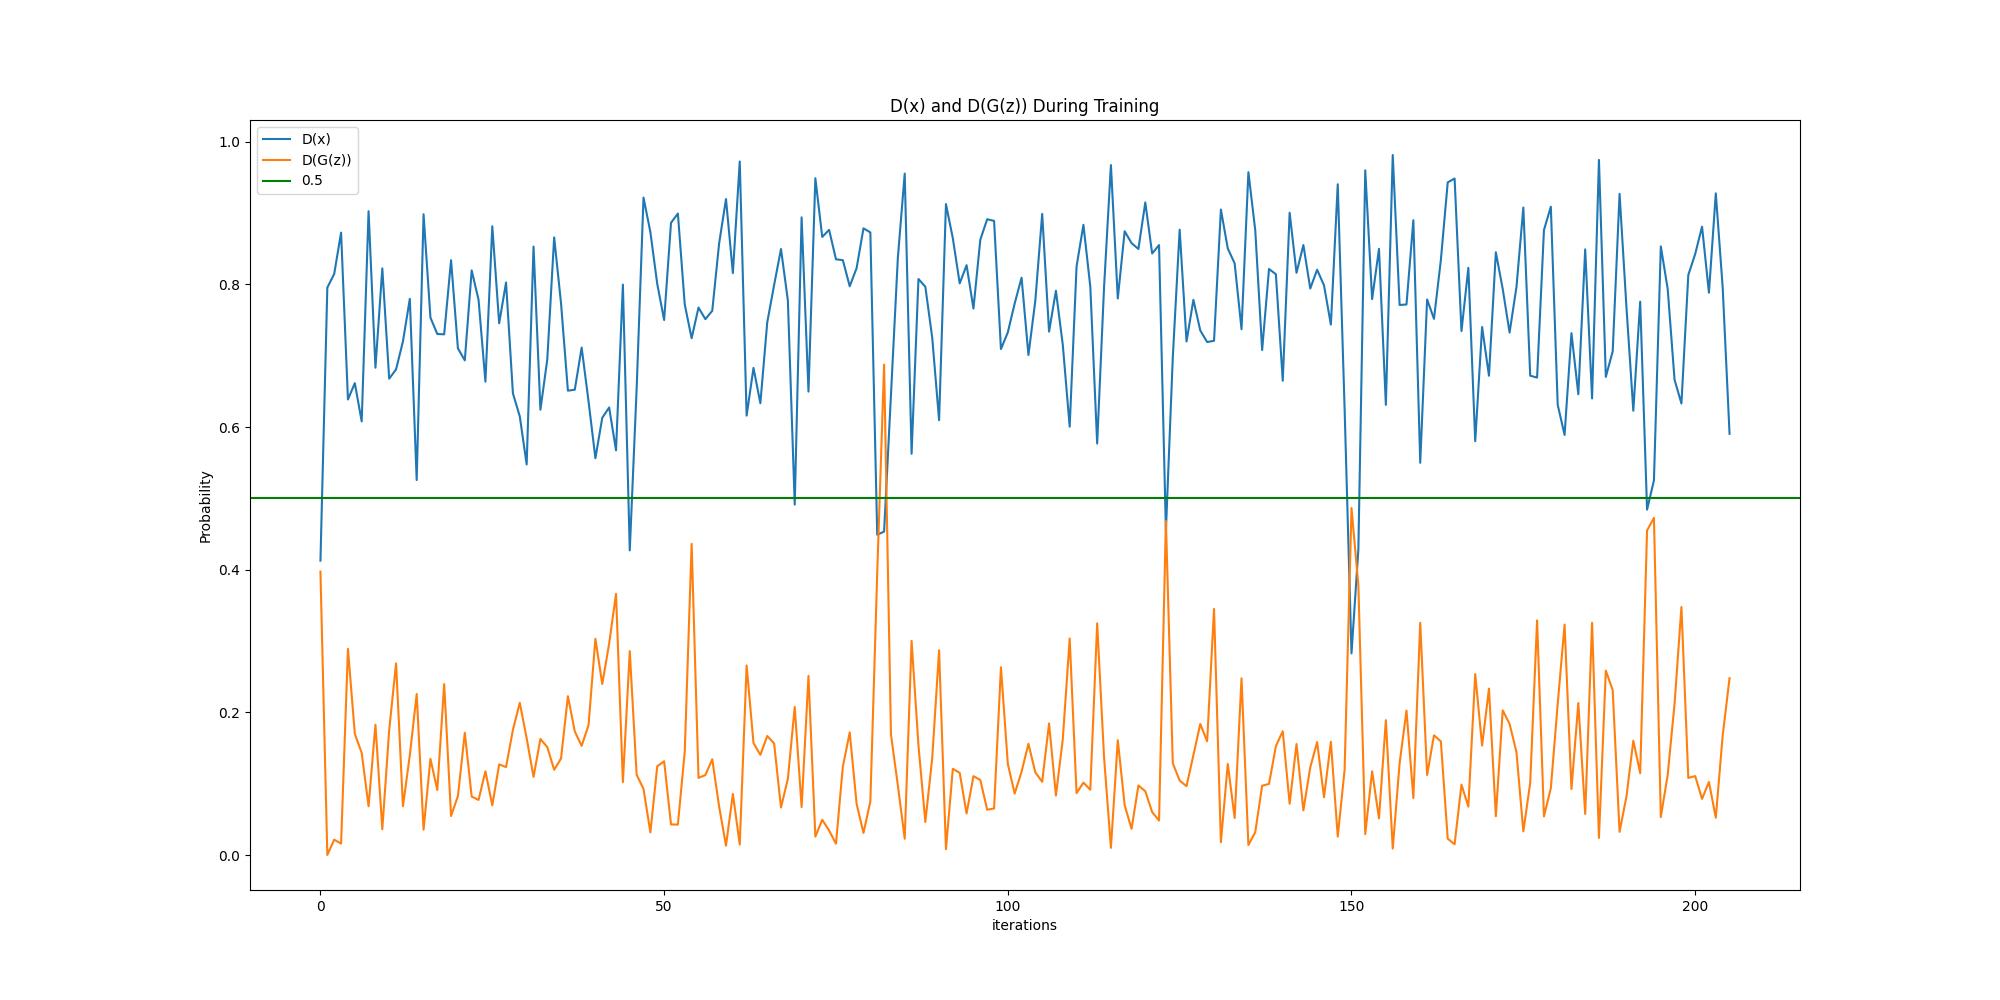 D(x) and D(G(z)) During Training
D(x)
D(G(z))
0.5
1.0
0.8
0.6
0.4
0.2
0.0
Probability
0
50
100
150
200
iterations